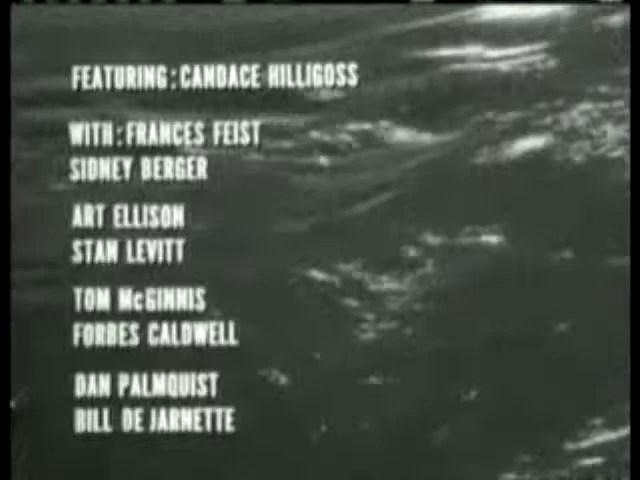 FEATURING: CANDACE HILLIGOSS
WITH: FRANCES FEIST
SIDNEY BERGER
ART ELLISON
STAN LEVITT
TOM McGINNIS
FORBES CALDWELL
DAN PALMQUIST
BILL DE JARNETTE